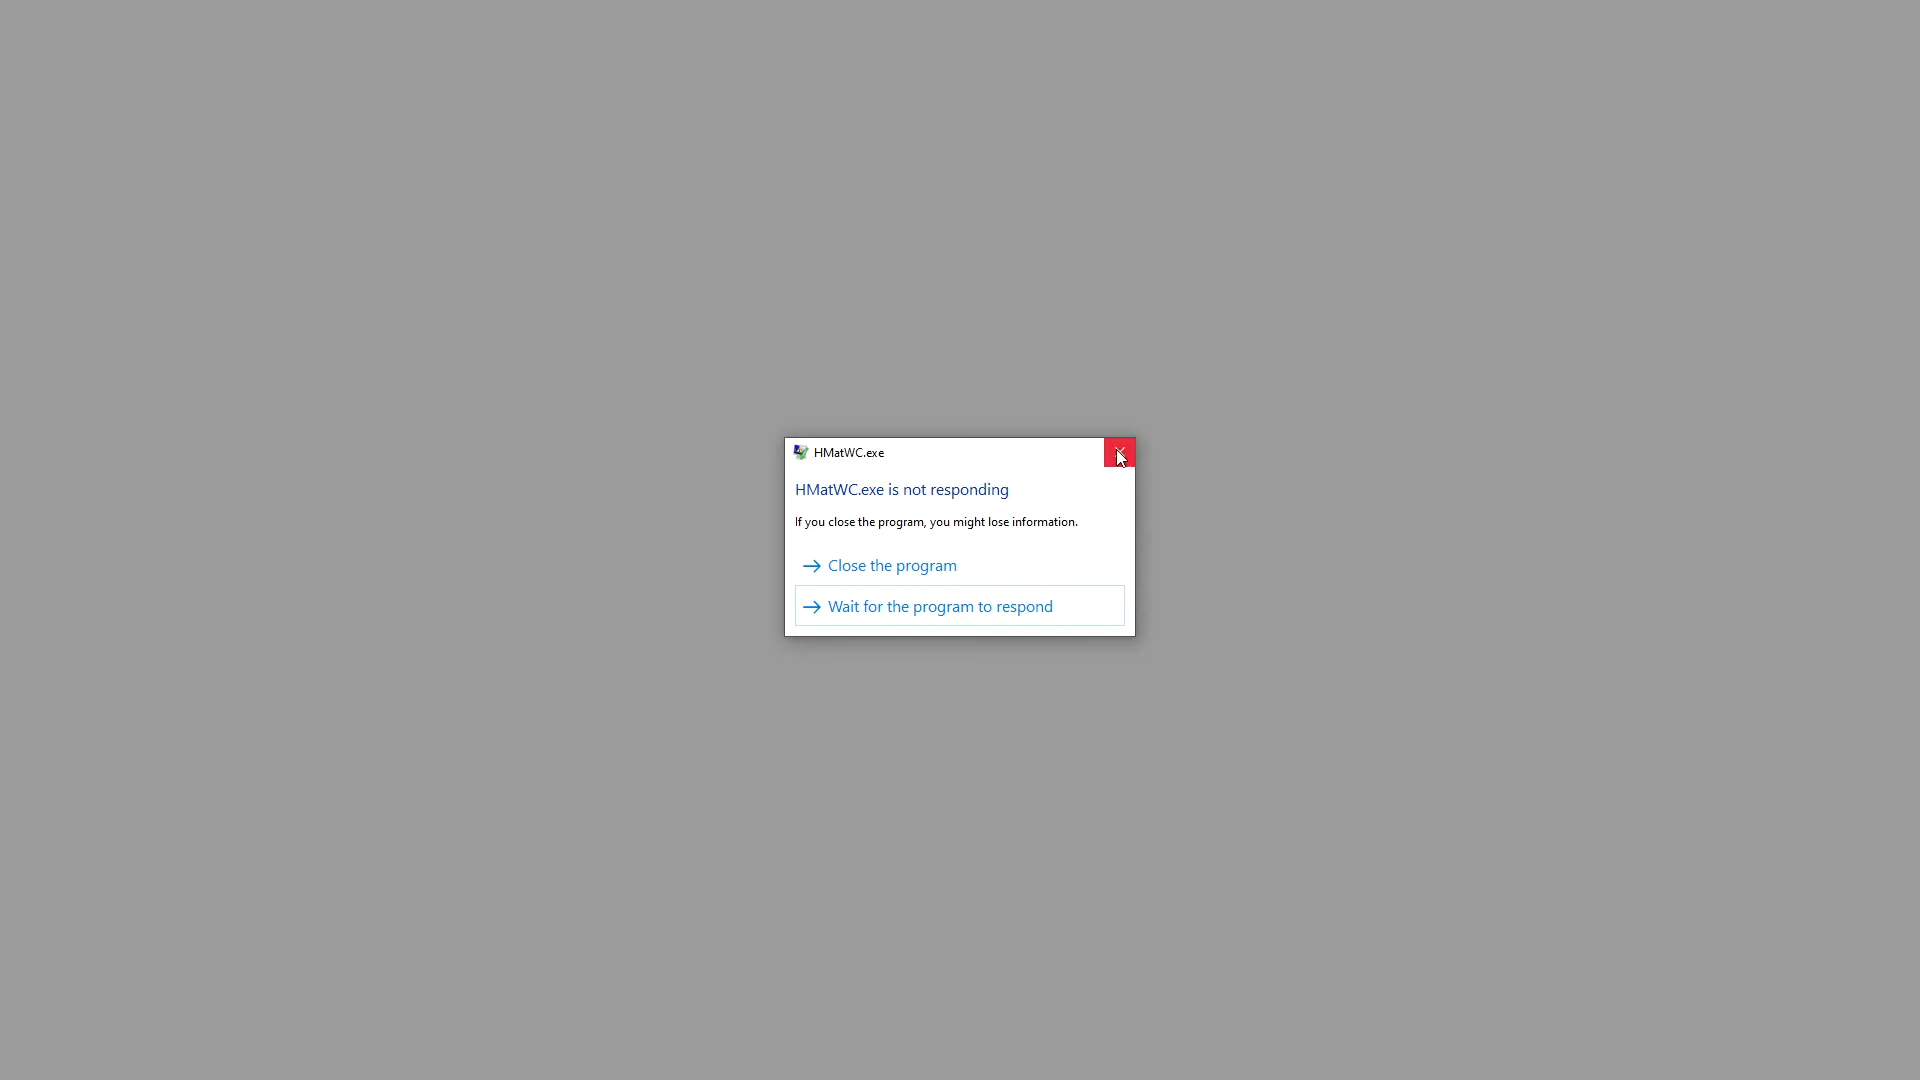 HMatWC.exe
HMatWC.exe is not responding
If you close the program, you might lose information.
Close the program
Wait for the program to respond